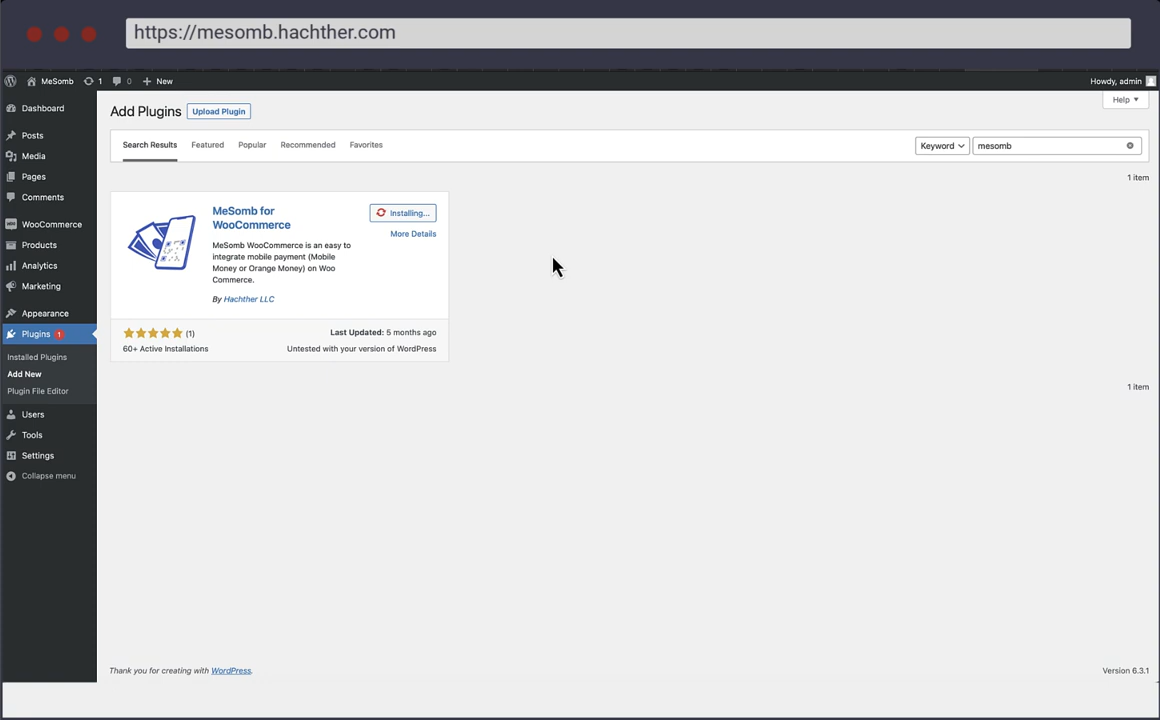 https://mesomb.hachther.com
MeSomb 1 0 New
Howdy, admin
Dashboard
Posts
Media
Pages
Comments
WooCommerce
Products
Analytics
Marketing
Appearance
Plugins 1
Installed Plugins
Add New
Plugin File Editor
Users
Tools
Settings
Collapse menu
Add Plugins Upload Plugin
Help
Search Results Featured Popular Recommended Favorites
Keyword mesomb
1 item
MeSomb for
WooCommerce
Installing...
More Details
MeSomb WooCommerce is an easy to
integrate mobile payment (Mobile
Money or Orange Money) on Woo
Commerce.
By Hachther LLC
(1)
Last Updated: 5 months ago
60+ Active Installations
Untested with your version of WordPress
1 item
Thank you for creating with WordPress.
Version 6.3.1